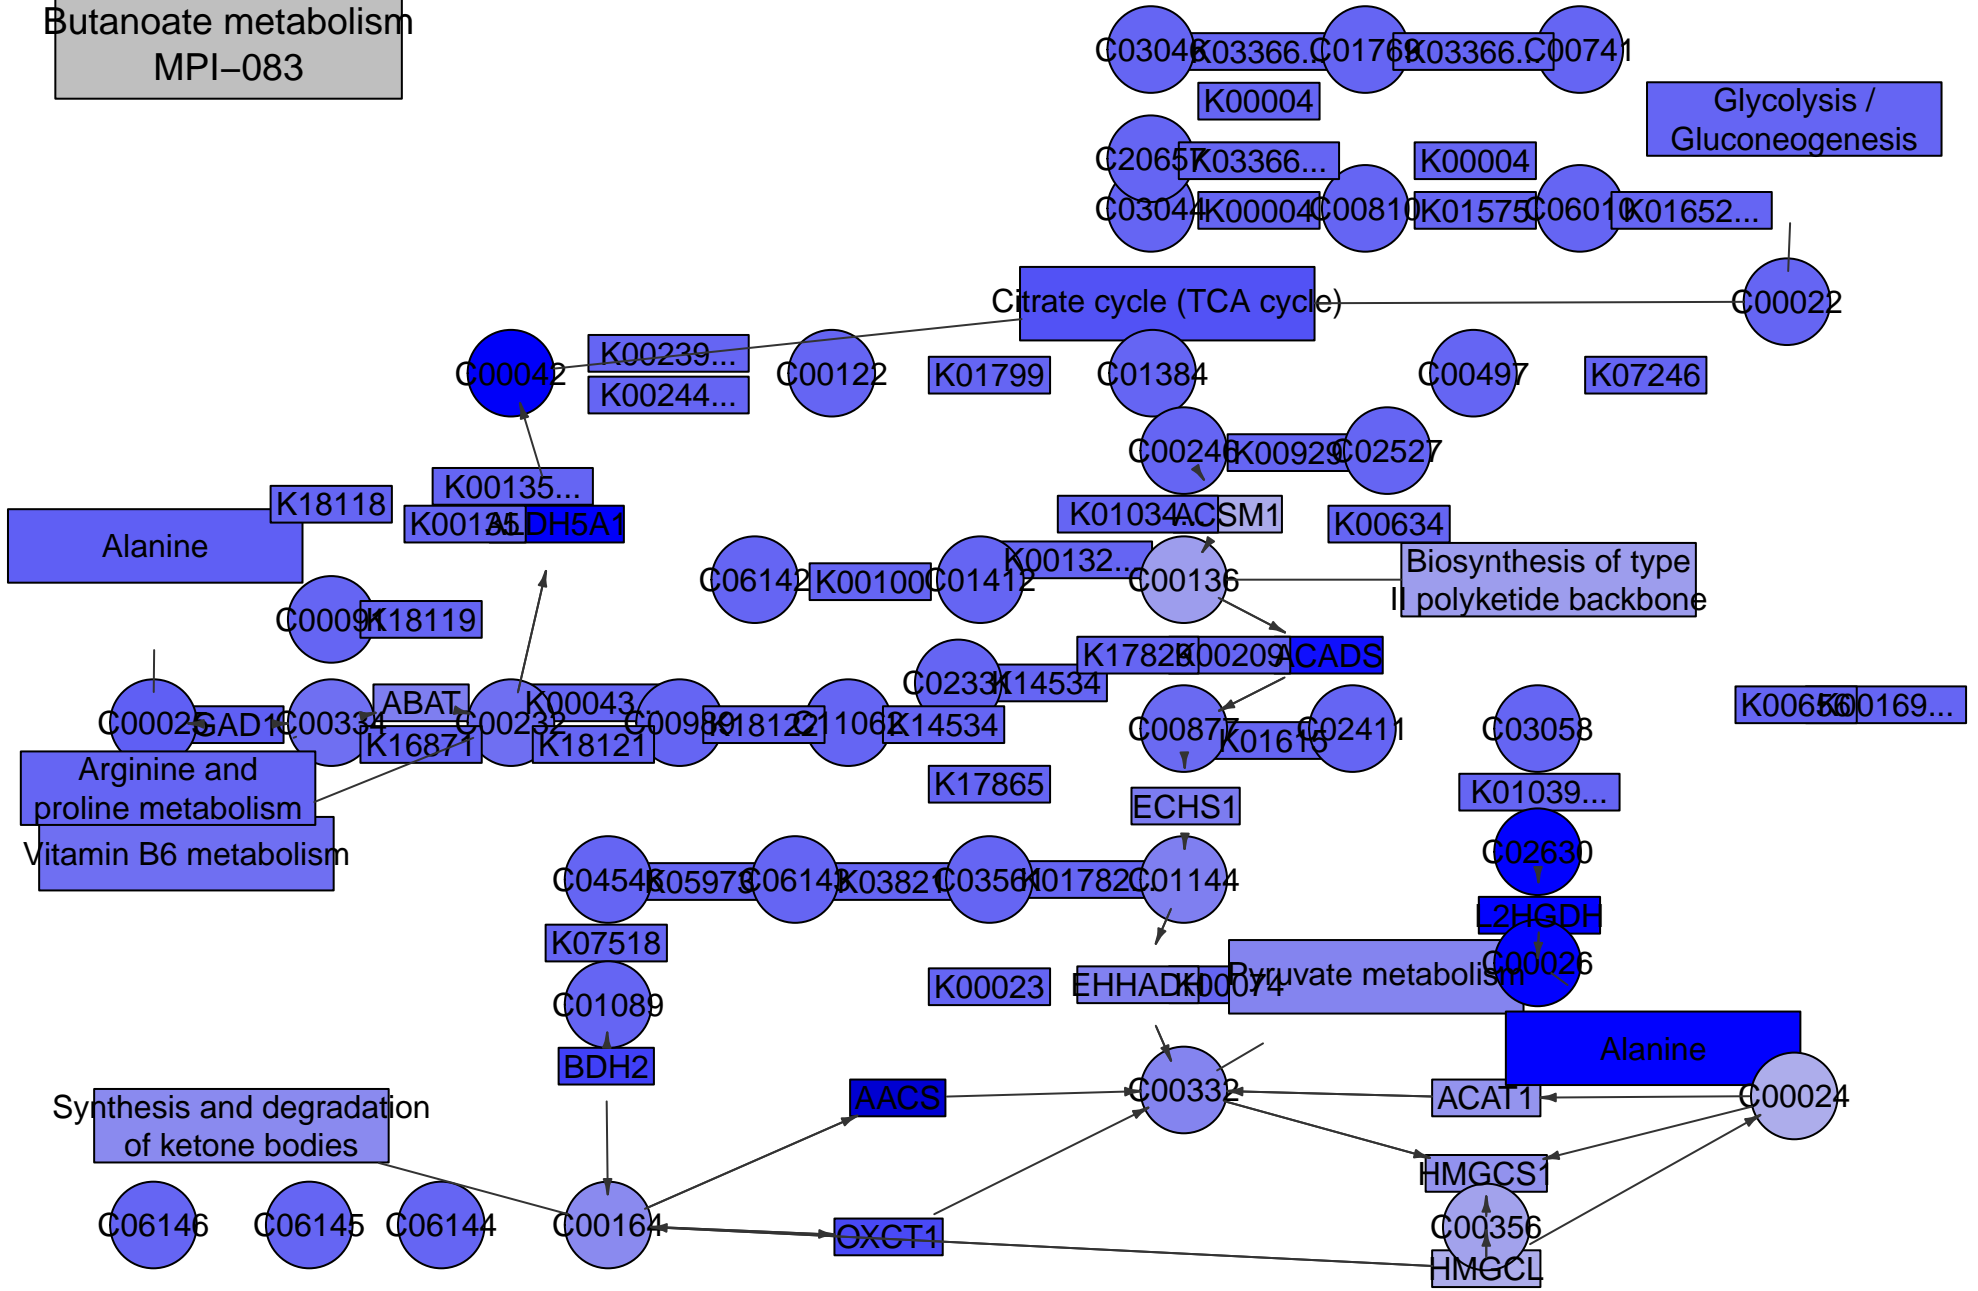 Butanoate metabolism
MPI−083
C03046
K03366...
C01769
K03366...
C00741
K00004
Glycolysis /
Gluconeogenesis
C20657
K03366...
K00004
C03044
K00004
C00810
K01575
C06010
K01652...
Citrate cycle (TCA cycle)
C00022
C00042
K00239...
K00244...
C00122
K01799
C01384
C00497
K07246
C00246
K00929
C02527
K18118
K00135...
K00135
ALDH5A1
K01034...
ACSM1
K00634
Alanine
C06142
K00100
C01412
K00132...
C00136
Biosynthesis of type
II polyketide backbone
C00091
K18119
K17829
K00209
ACADS
C02331
K14534
C00025
GAD1
C00334
ABAT
K16871
C00232
K00043...
K18121
C00989
K18122
C11062
K14534
C00877
K01615
C02411
C03058
K00656
K00169...
Arginine and
proline metabolism
K17865
ECHS1
K01039...
Vitamin B6 metabolism
C04546
K05973
C06143
K03821
C03561
K01782...
C01144
C02630
L2HGDH
K07518
C00026
C01089
K00023
EHHADH
K00074
Pyruvate metabolism
BDH2
Alanine
AACS
C00332
ACAT1
C00024
Synthesis and degradation
of ketone bodies
HMGCS1
C06146
C06145
C06144
C00164
OXCT1
C00356
HMGCL